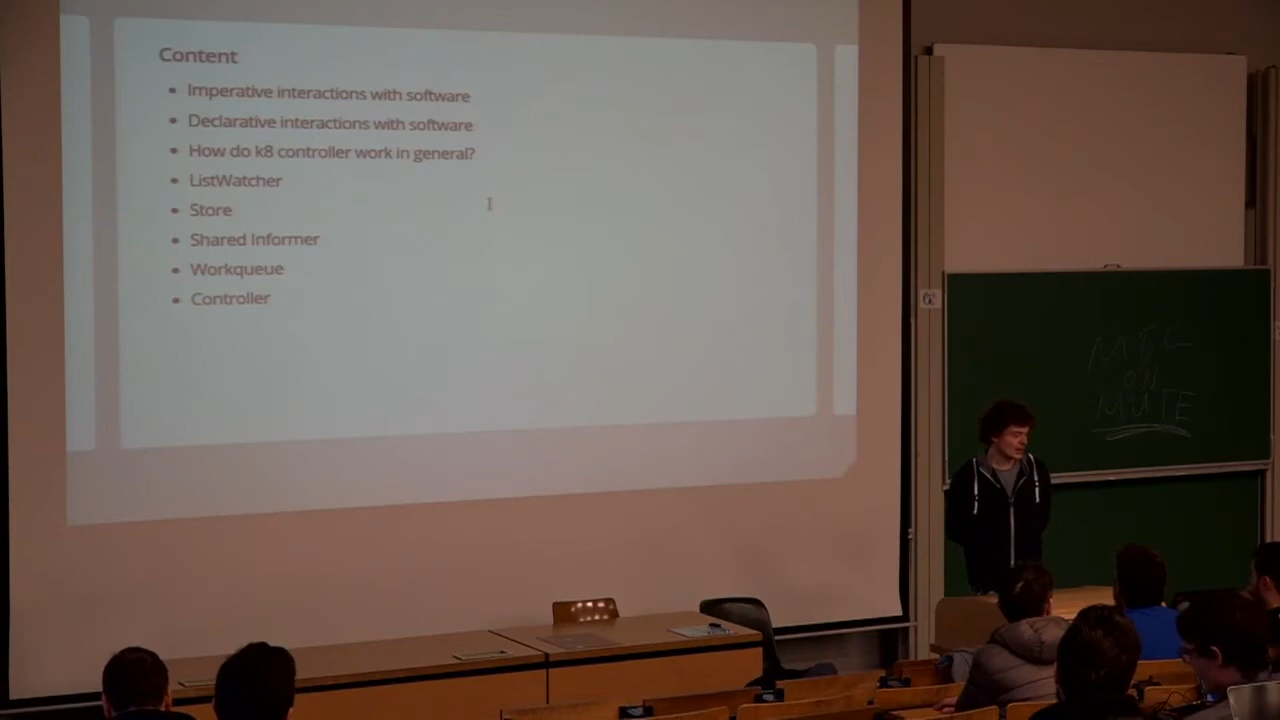 Content
• Imperative interactions with software
• Declarative interactions with software
• How do k8 controller work in general?
• ListWatcher
• Store
• Shared Informer
• Workqueue
• Controller
MIC
ON
MUTE